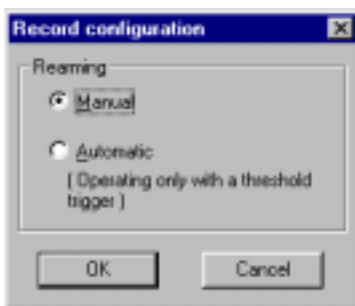 Record configuration
Rearming
Manual
Automatic
( Operating only with a threshold
trigger )
OK
Cancel